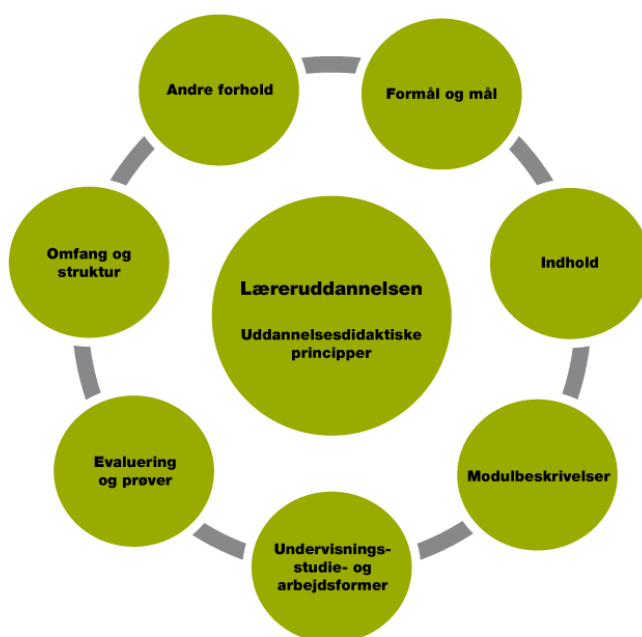 Andre forhold
Formål og mål
Omfang og
struktur
Læreruddannelsen
Uddannelsesdidaktiske
principper
Indhold
Evaluering
og prøver
Modulbeskrivelser
Undervisnings-
studie- og
arbejdsformer